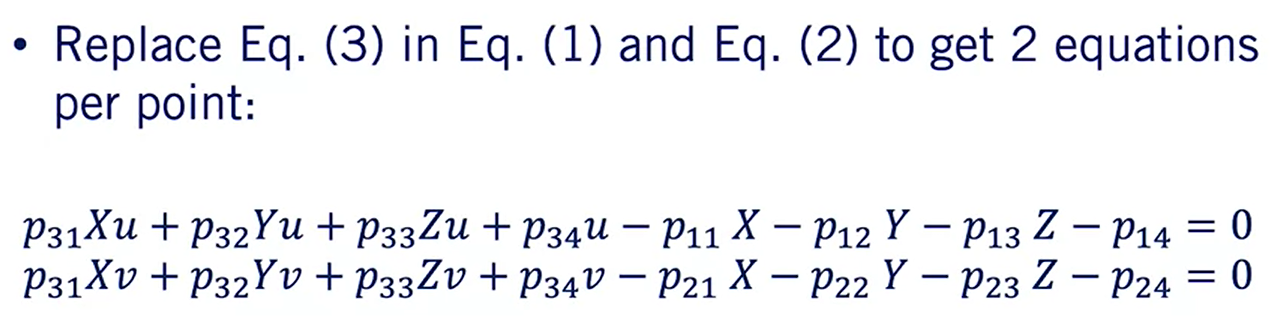 • Replace Eq. (3) in Eq. (1) and Eq. (2) to get 2 equations
per point:
p₃₁Xu + p₃₂Yu + p₃₃Zu + p₃₄u − p₁₁ X − p₁₂ Y − p₁₃ Z − p₁₄ = 0
p₃₁Xv + p₃₂Yv + p₃₃Zv + p₃₄v − p₂₁ X − p₂₂ Y − p₂₃ Z − p₂₄ = 0